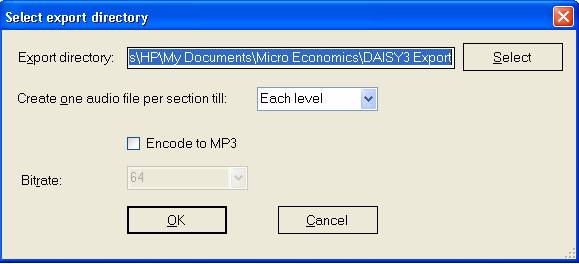 Select export directory
Export directory: s\HP\My Documents\Micro Economics\DAISY3 Export Select
Create one audio file per section till: Each level
Encode to MP3
Bitrate: 64
OK Cancel